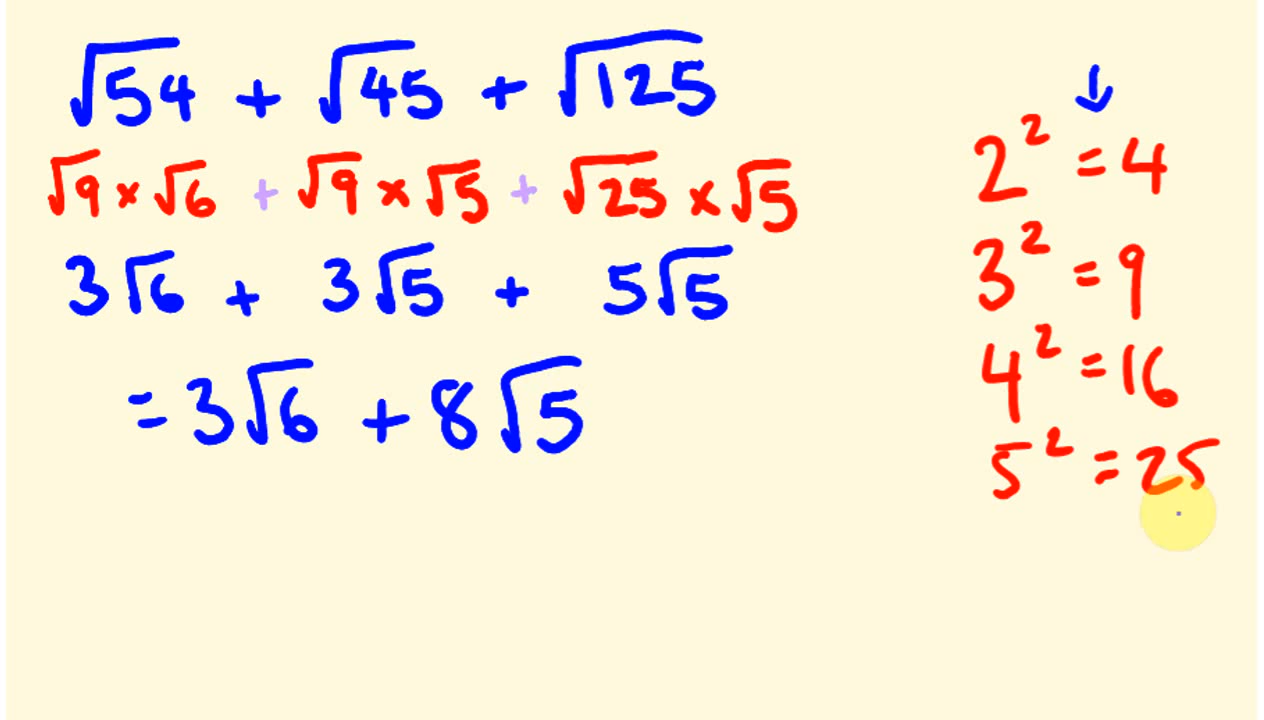 √54 + √45 + √125
√9 × √6 + √9 × √5 + √25 × √5
3√6 + 3√5 + 5√5
= 3√6 + 8√5
↓
2² = 4
3² = 9
4² = 16
5² = 25